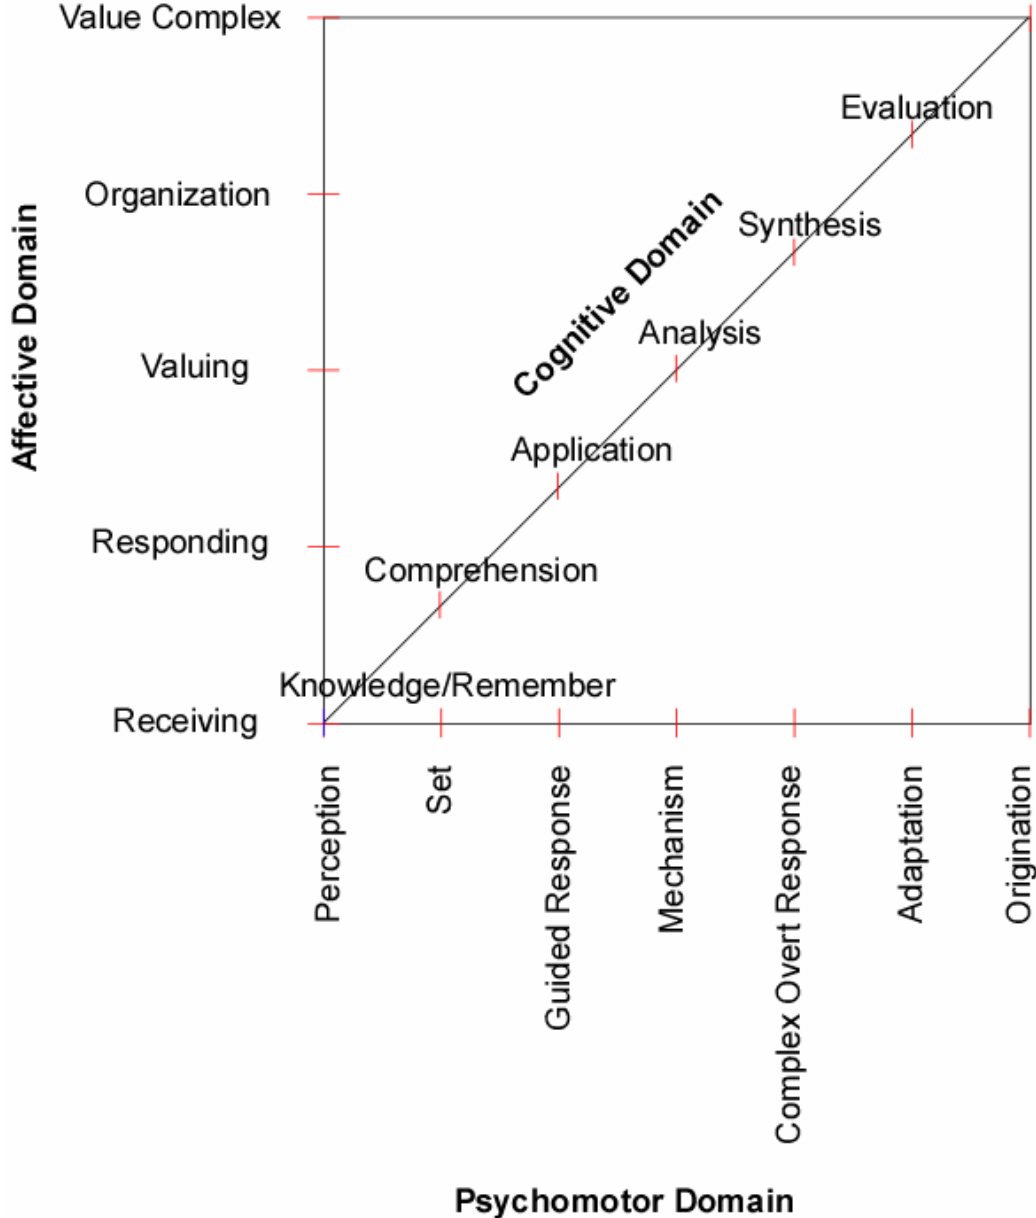 Value Complex
Evaluation
Organization
Synthesis
Cognitive Domain
Affective Domain
Analysis
Valuing
Application
Responding
Comprehension
Knowledge/Remember
Receiving
Perception
Set
Guided Response
Mechanism
Complex Overt Response
Adaptation
Origination
Psychomotor Domain